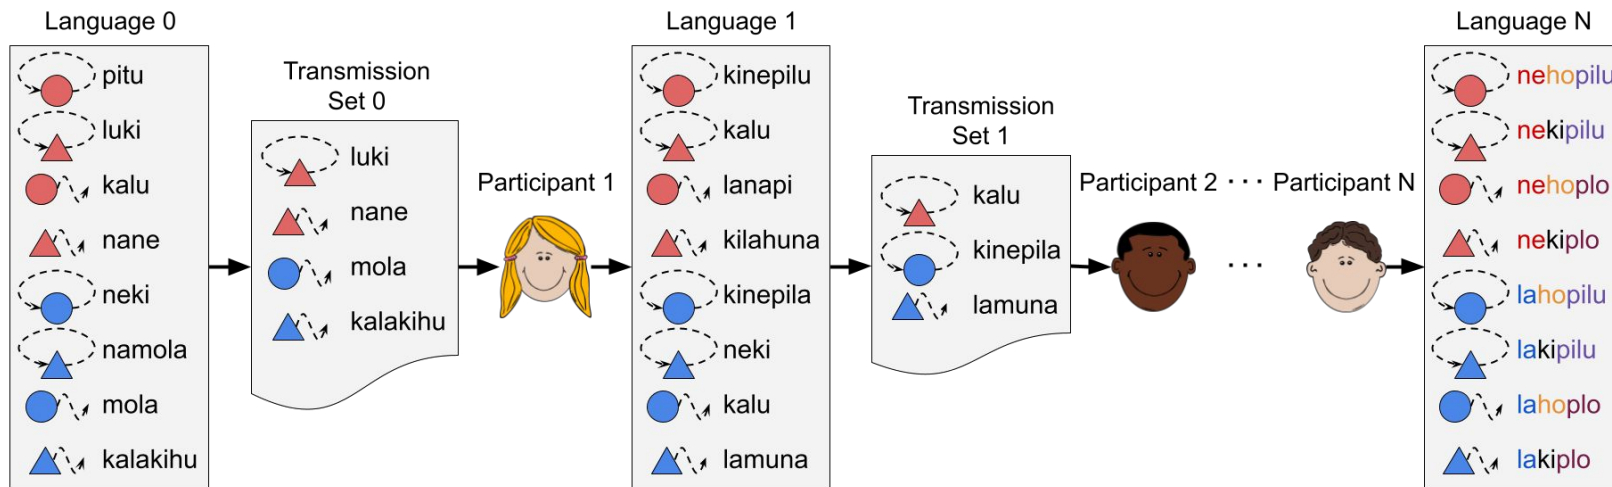 Language 0
pitu
luki
kalu
nane
neki
namola
mola
kalakihu
Transmission
Set 0
luki
nane
mola
kalakihu
Participant 1
Language 1
kinepilu
kalu
lanapi
kilahuna
kinepila
neki
kalu
lamuna
Transmission
Set 1
kalu
kinepila
lamuna
Participant 2 · · · Participant N
· · ·
Language N
nehopilu
nekipilu
nehoplo
nekiplo
lahopilu
lakipilu
lahoplo
lakiplo